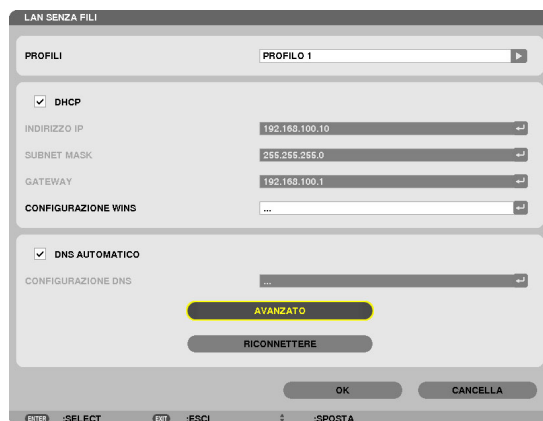 LAN SENZA FILI
PROFILI PROFILO 1
DHCP
INDIRIZZO IP 192.168.100.10
SUBNET MASK 255.255.255.0
GATEWAY 192.168.100.1
CONFIGURAZIONE WINS ...
DNS AUTOMATICO
CONFIGURAZIONE DNS ...
AVANZATO
RICONNETTERE
OK CANCELLA
ENTER :SELECT EXIT :ESCI :SPOSTA